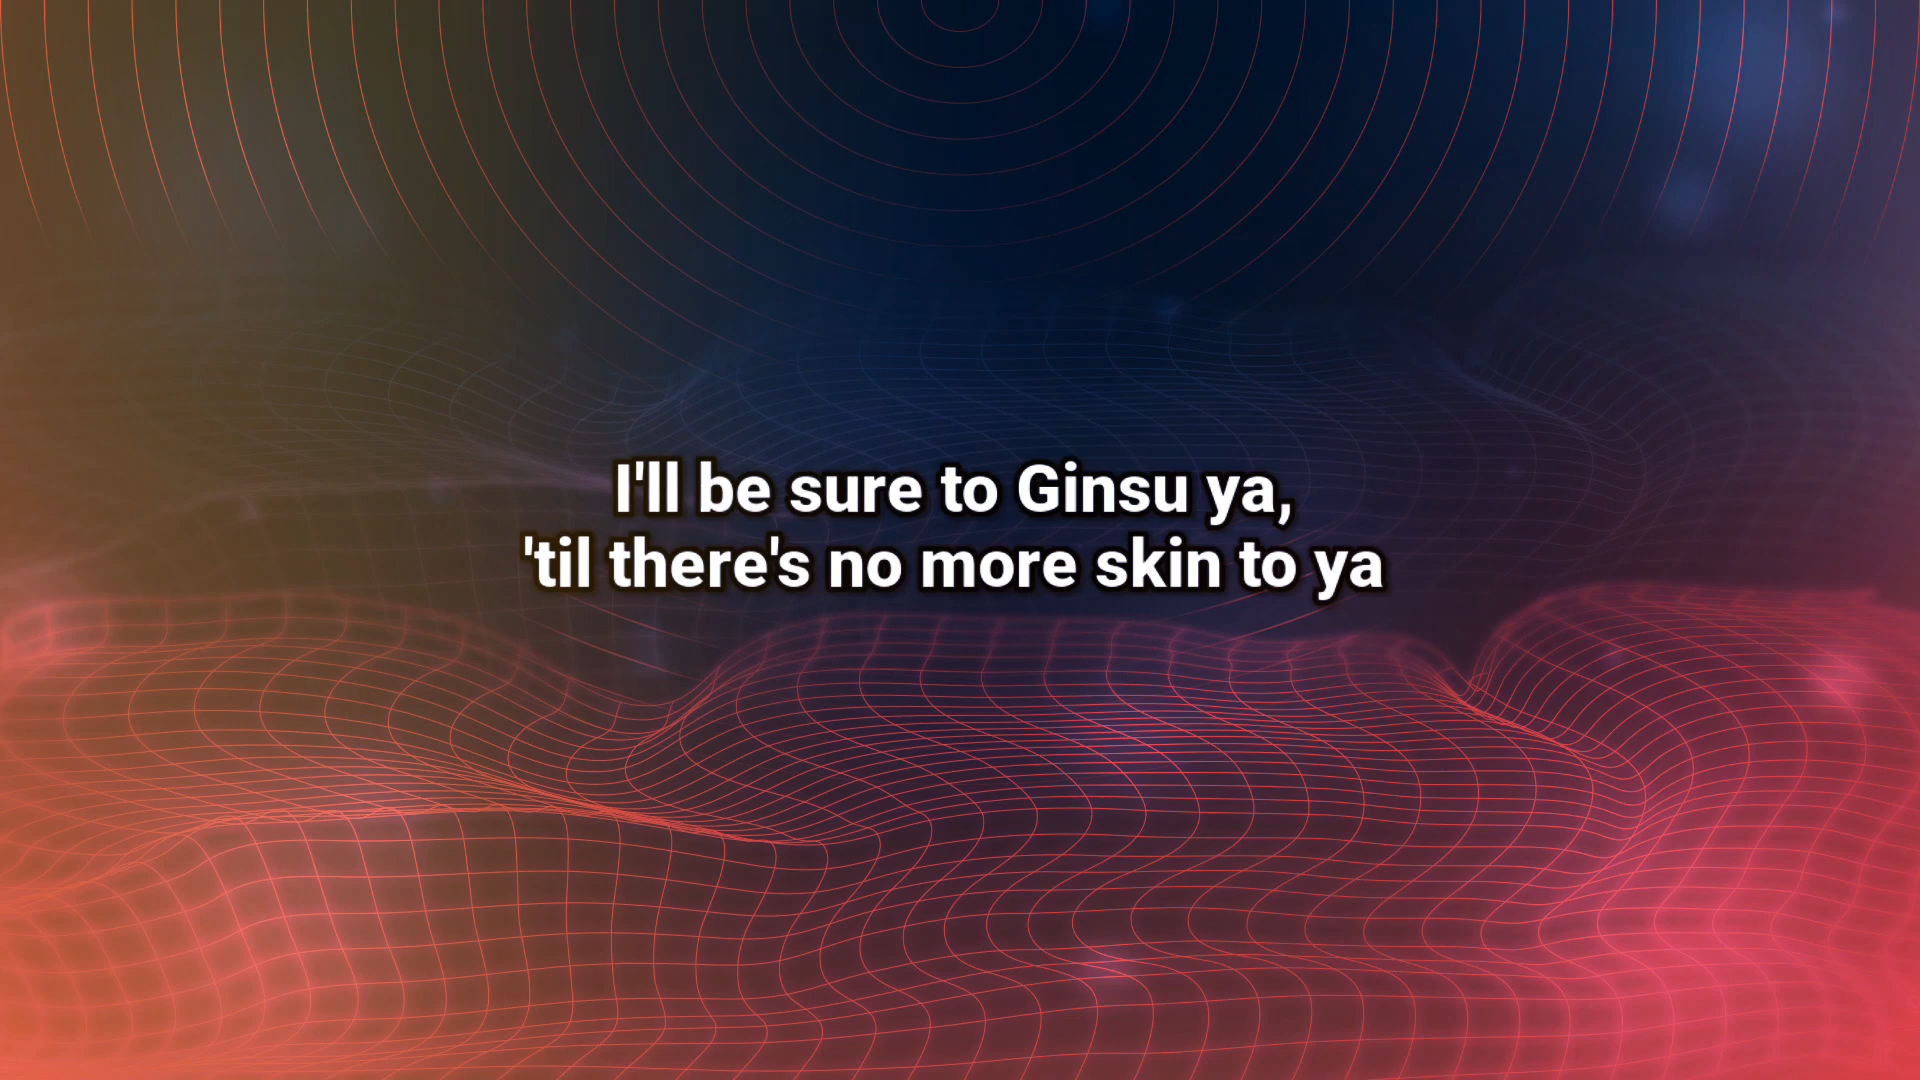 I'll be sure to Ginsu ya,
'til there's no more skin to ya